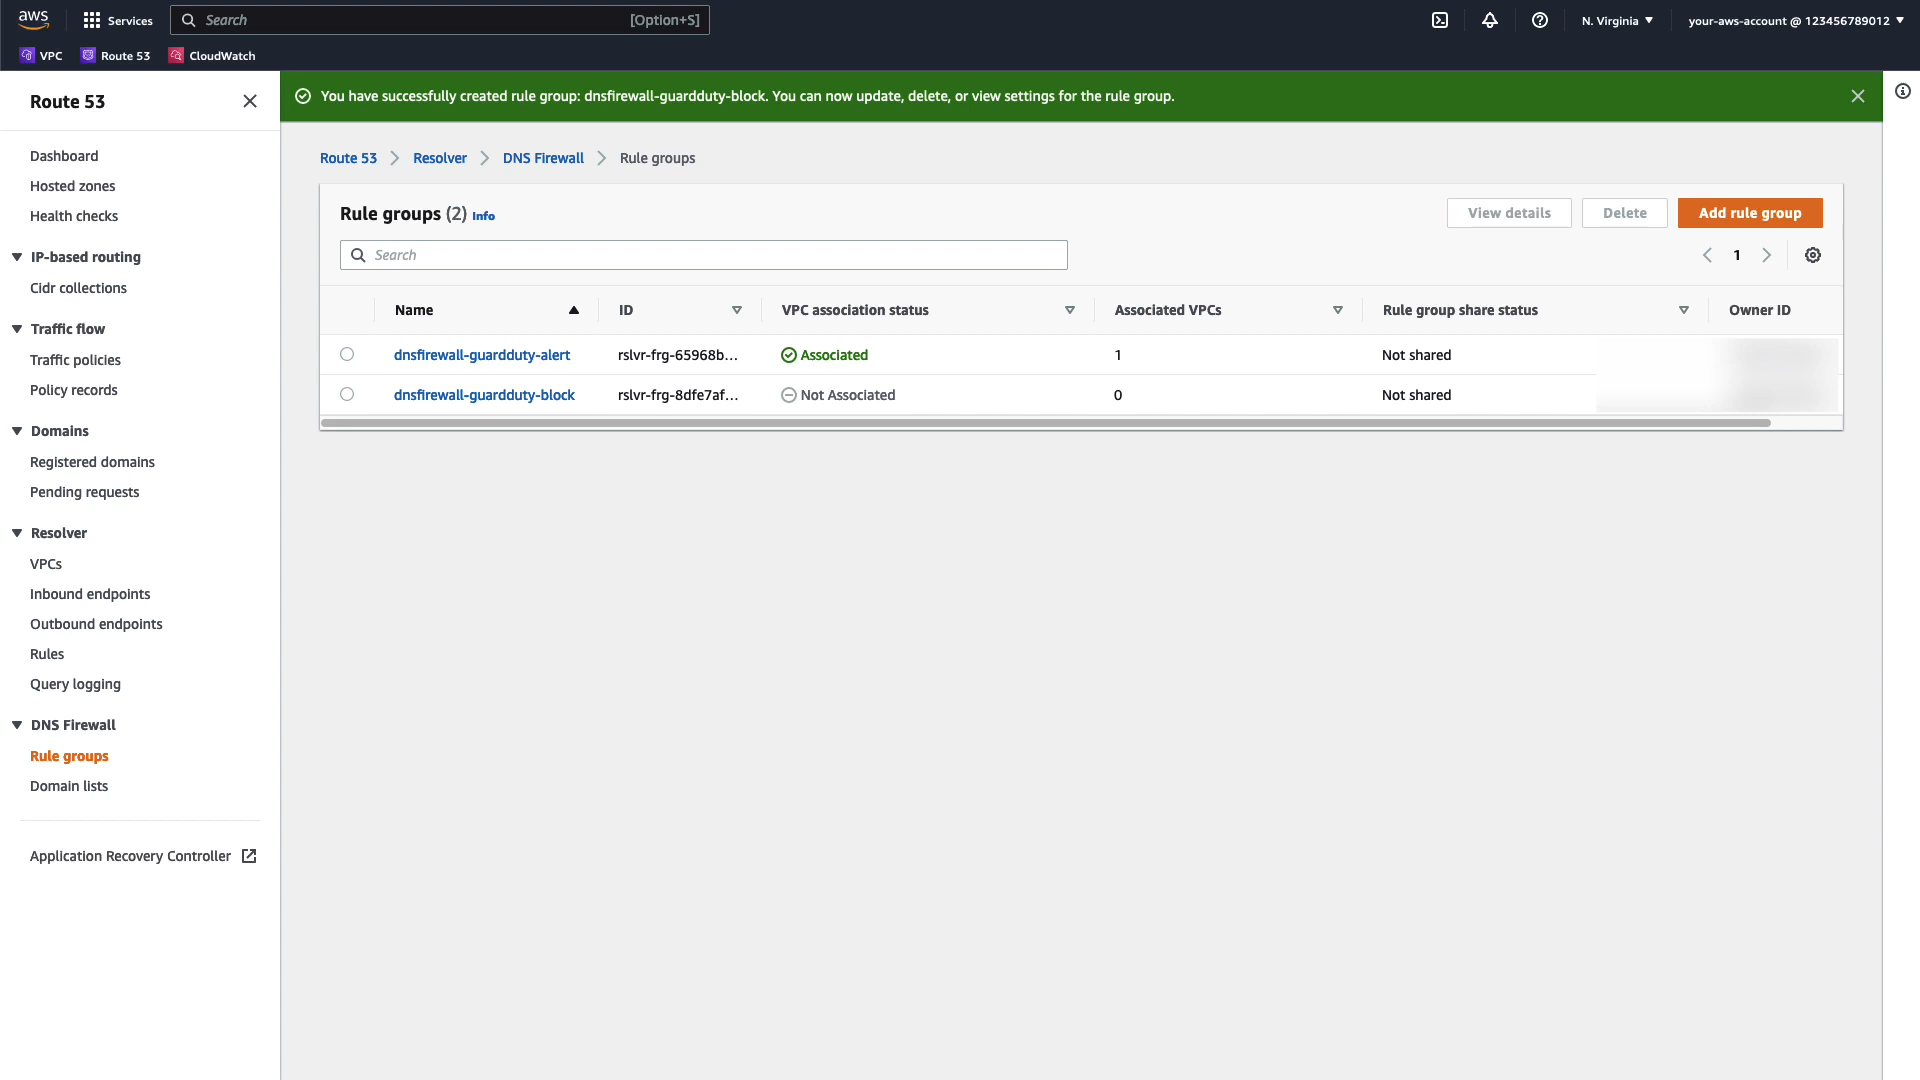 aws
Services
Search
[Option+S]
N. Virginia
your-aws-account @ 123456789012
VPC
Route 53
CloudWatch
Route 53
You have successfully created rule group: dnsfirewall-guardduty-block. You can now update, delete, or view settings for the rule group.
Dashboard
Hosted zones
Health checks
IP-based routing
Cidr collections
Traffic flow
Traffic policies
Policy records
Domains
Registered domains
Pending requests
Resolver
VPCs
Inbound endpoints
Outbound endpoints
Rules
Query logging
DNS Firewall
Rule groups
Domain lists
Application Recovery Controller
Route 53 Resolver DNS Firewall Rule groups
Rule groups (2) Info
View details
Delete
Add rule group
Search
1
Name ID VPC association status Associated VPCs Rule group share status Owner ID
dnsfirewall-guardduty-alert rslvr-frg-65968b... Associated 1 Not shared
dnsfirewall-guardduty-block rslvr-frg-8dfe7af... Not Associated 0 Not shared